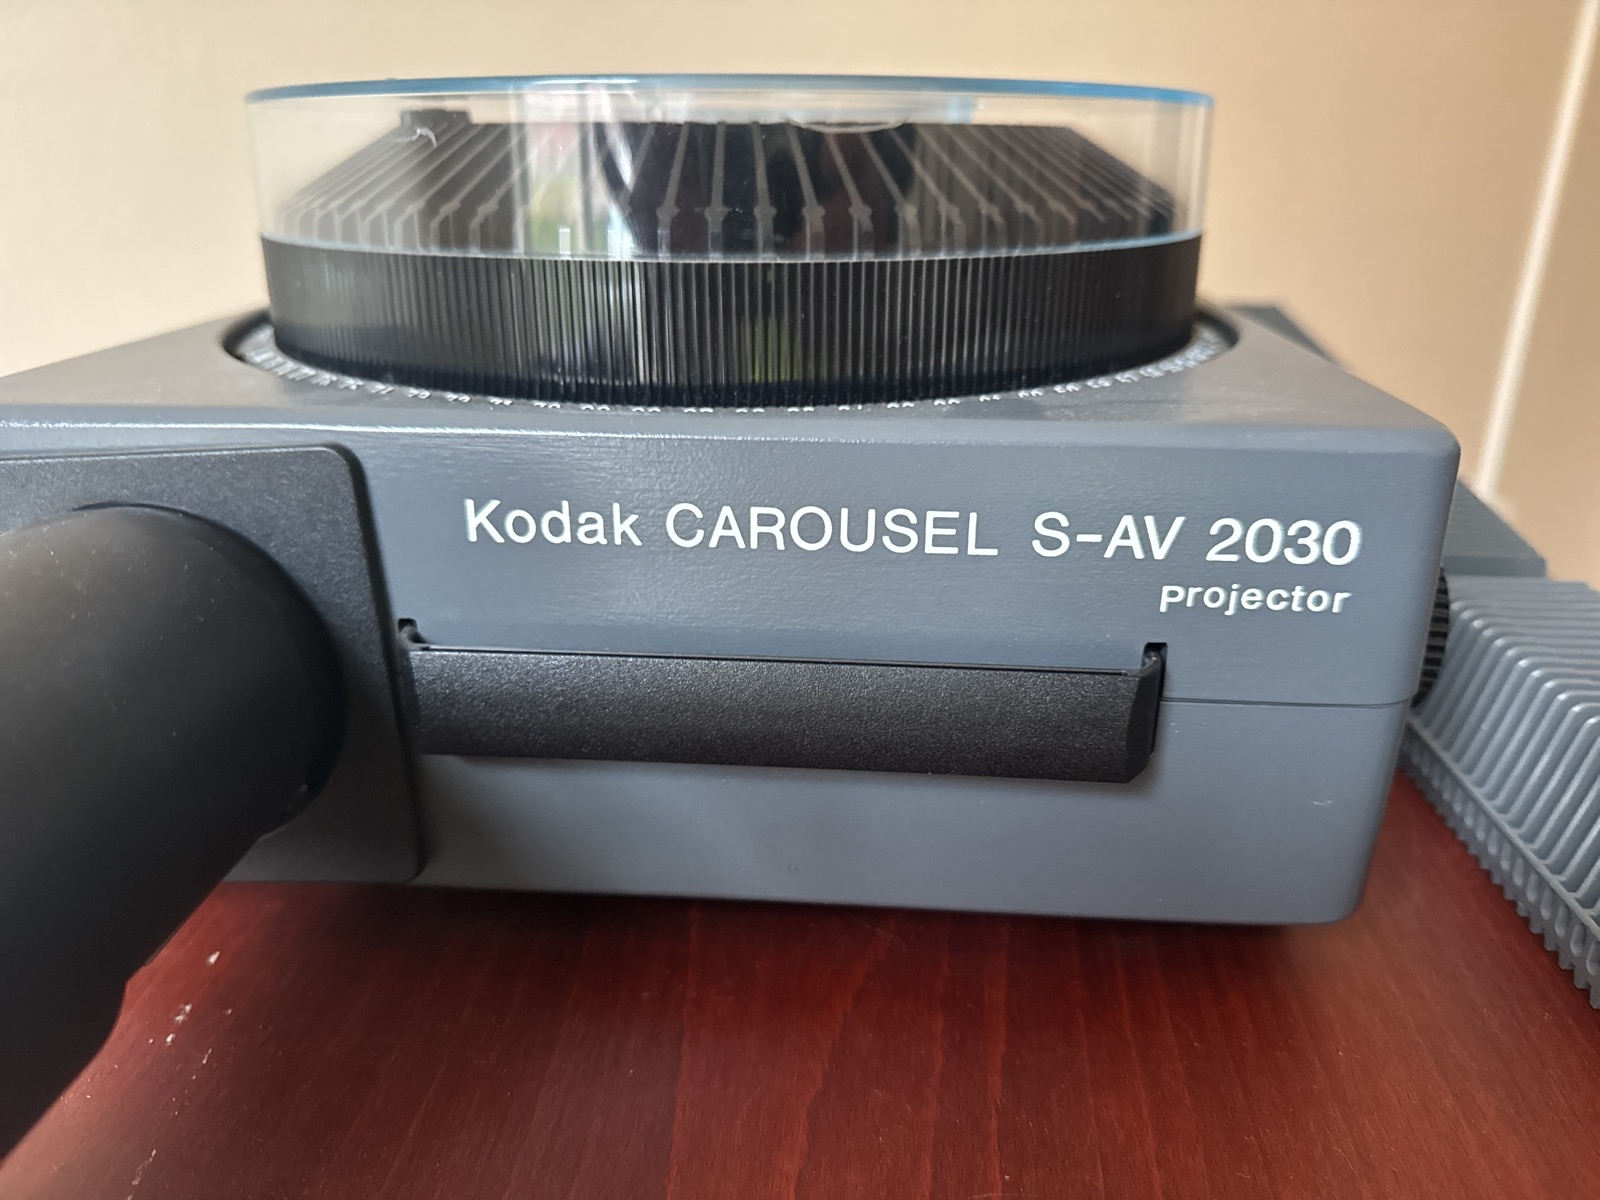 Kodak CAROUSEL S-AV 2030
projector